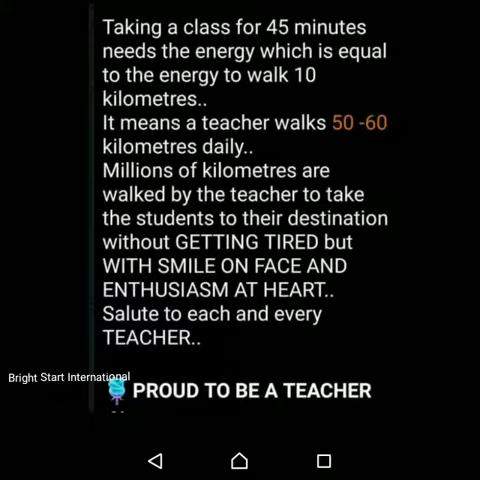 Taking a class for 45 minutes
needs the energy which is equal
to the energy to walk 10
kilometres..
It means a teacher walks 50 -60
kilometres daily..
Millions of kilometres are
walked by the teacher to take
the students to their destination
without GETTING TIRED but
WITH SMILE ON FACE AND
ENTHUSIASM AT HEART..
Salute to each and every
TEACHER..
Bright Start International
PROUD TO BE A TEACHER